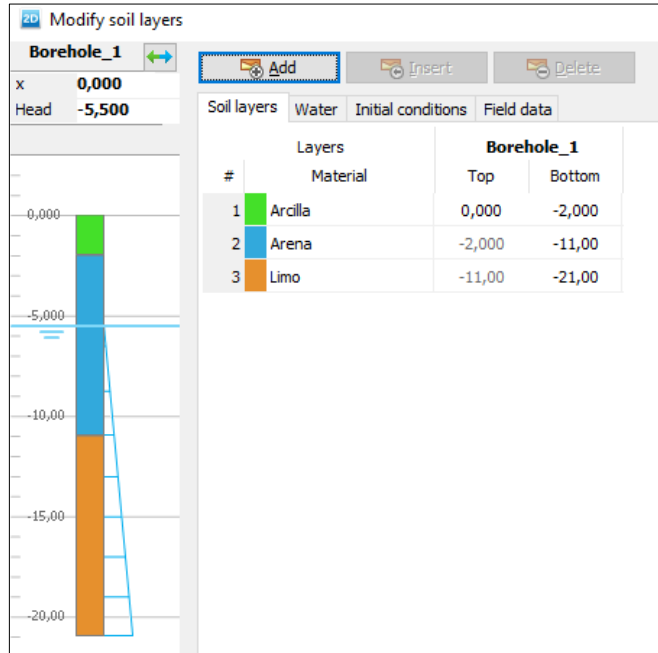 2D Modify soil layers
Borehole_1
x 0,000
Head -5,500
0,000
-5,000
-10,00
-15,00
-20,00
Add Insert Delete
Soil layers Water Initial conditions Field data
Layers Borehole_1
# Material Top Bottom
1 Arcilla 0,000 -2,000
2 Arena -2,000 -11,00
3 Limo -11,00 -21,00